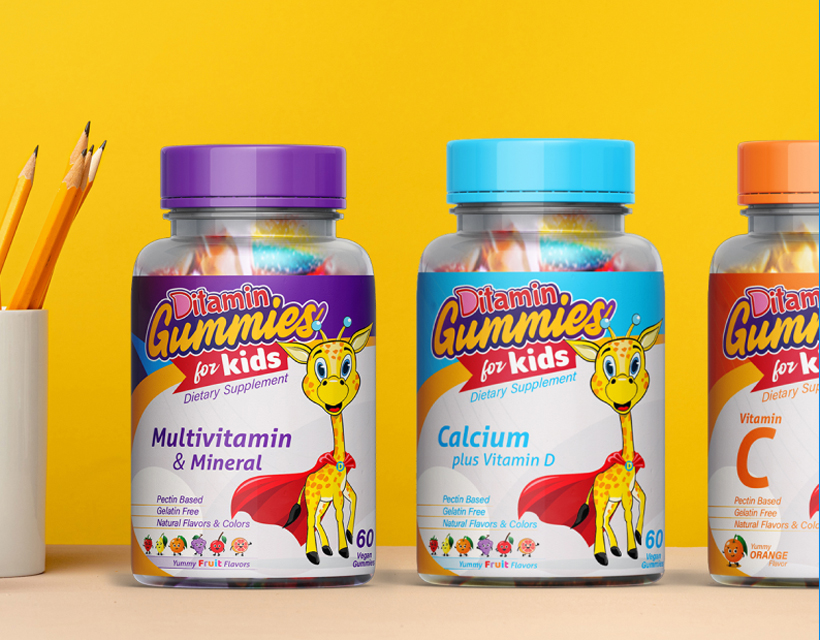 Ditamin
Gummies
for kids
Dietary Supplement
Multivitamin
& Mineral
Pectin Based
Gelatin Free
Natural Flavors & Colors
60
Vegan
Gummies
Yummy Fruit Flavors
Ditamin
Gummies
for kids
Dietary Supplement
Calcium
plus Vitamin D
Pectin Based
Gelatin Free
Natural Flavors & Colors
60
Vegan
Gummies
Yummy Fruit Flavors
Vitamin
C
Pectin Based
Gelatin Free
Natural Flavors & Colors
Yummy
ORANGE
Flavor